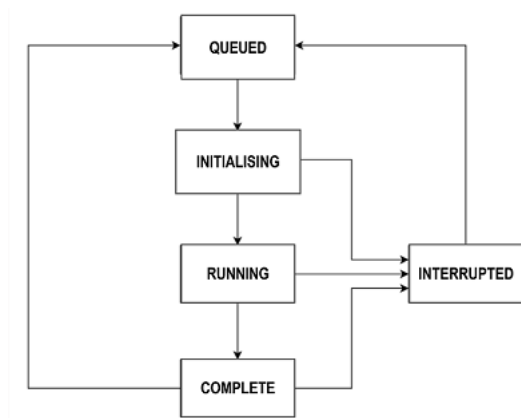 QUEUED
INITIALISING
RUNNING
INTERRUPTED
COMPLETE